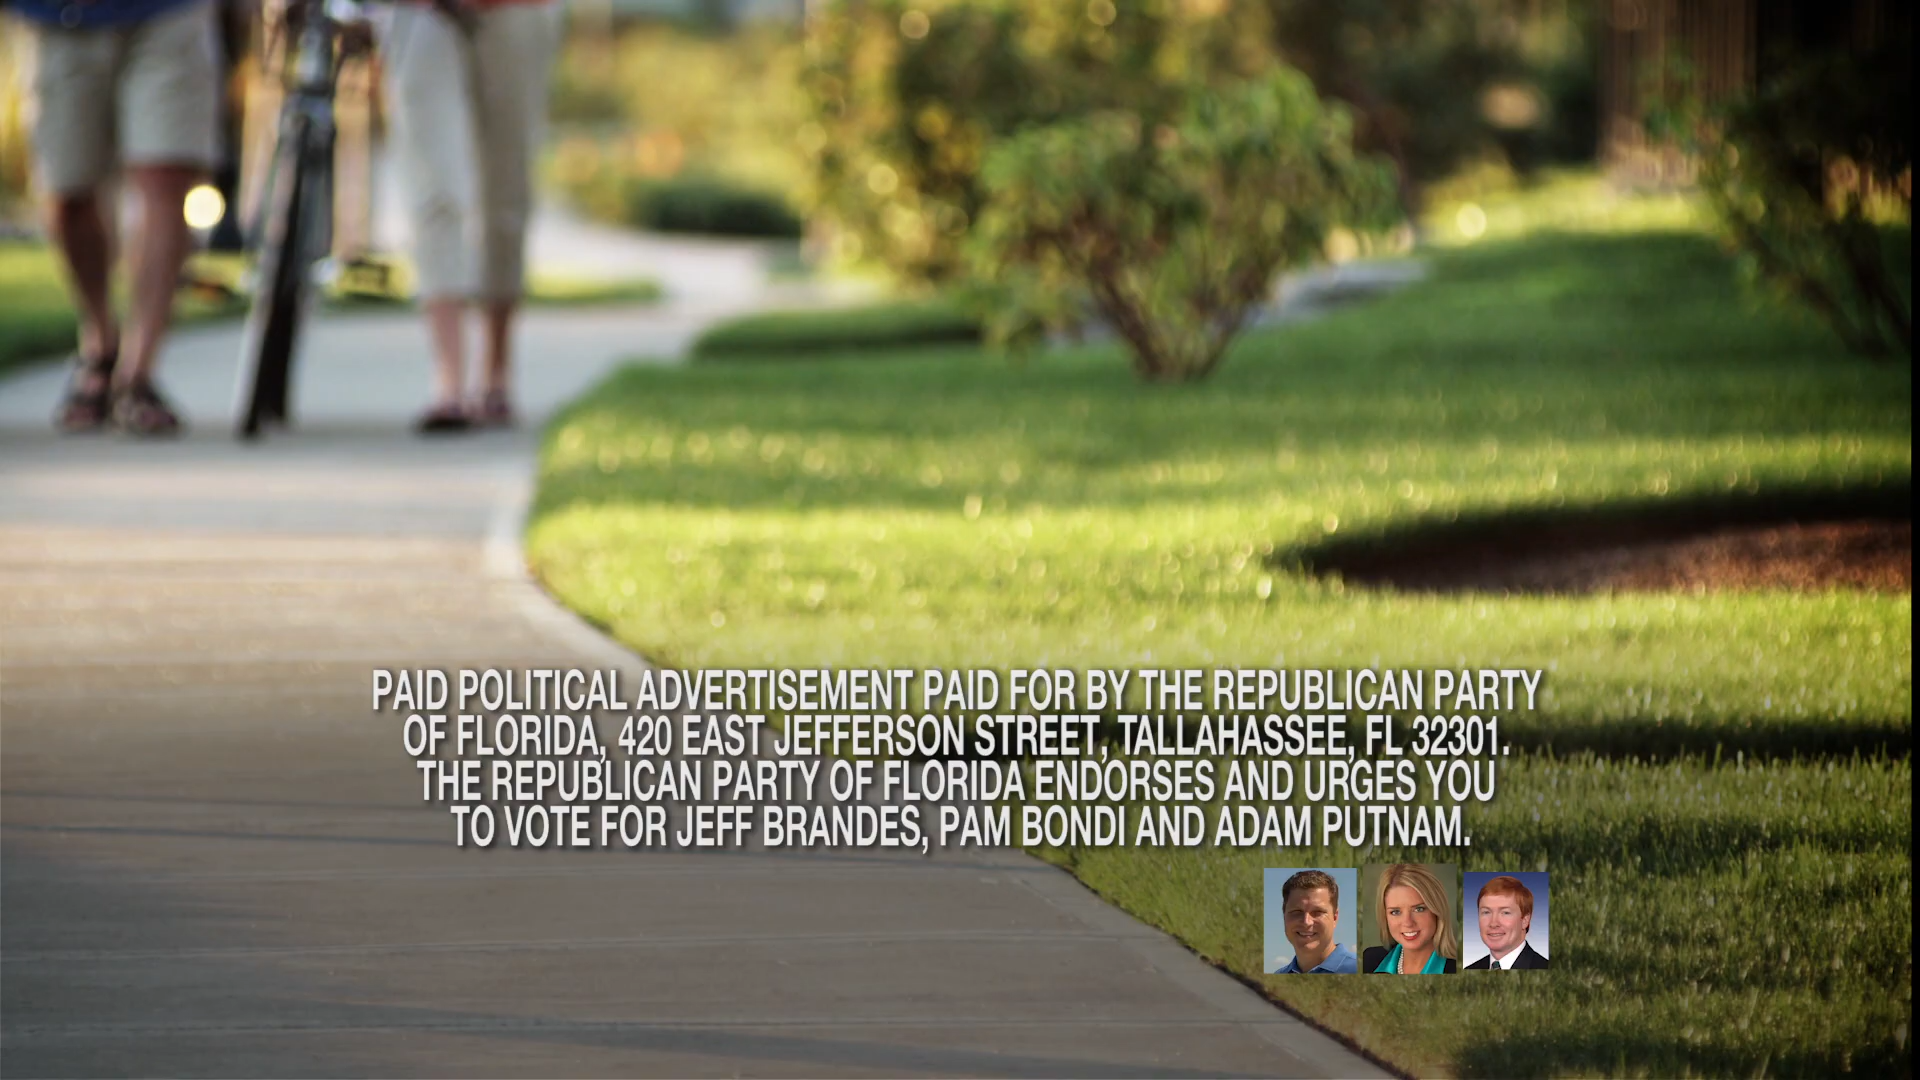 PAID POLITICAL ADVERTISEMENT PAID FOR BY THE REPUBLICAN PARTY
OF FLORIDA, 420 EAST JEFFERSON STREET, TALLAHASSEE, FL 32301.
THE REPUBLICAN PARTY OF FLORIDA ENDORSES AND URGES YOU
TO VOTE FOR JEFF BRANDES, PAM BONDI AND ADAM PUTNAM.